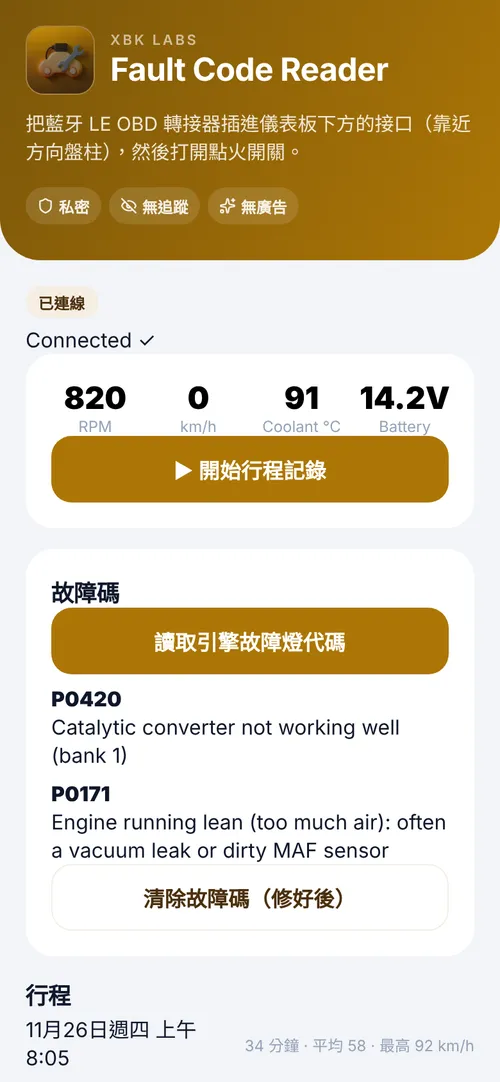 XBK LABS
Fault Code Reader
把藍牙 LE OBD 轉接器插進儀表板下方的接口（靠近
方向盤柱），然後打開點火開關。
私密
無追蹤
無廣告
已連線
Connected ✓
820
0
91
14.2V
RPM
km/h
Coolant °C
Battery
▶ 開始行程記錄
故障碼
讀取引擎故障燈代碼
P0420
Catalytic converter not working well
(bank 1)
P0171
Engine running lean (too much air): often
a vacuum leak or dirty MAF sensor
清除故障碼（修好後）
行程
11月26日週四 上午
8:05
34 分鐘 · 平均 58 · 最高 92 km/h